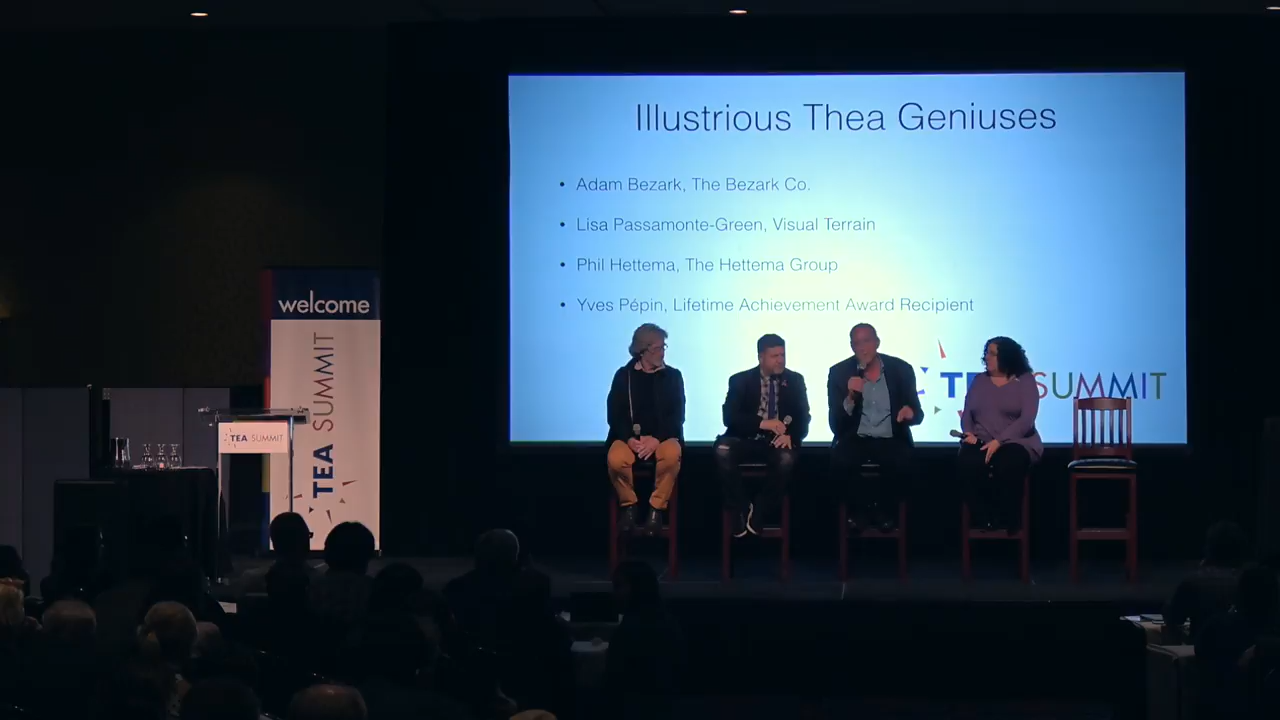 Illustrious Thea Geniuses
• Adam Bezark, The Bezark Co.
• Lisa Passamonte-Green, Visual Terrain
• Phil Hettema, The Hettema Group
• Yves Pépin, Lifetime Achievement Award Recipient
SUMMIT
welcome
TEA SUMMIT
TEA SUMMIT